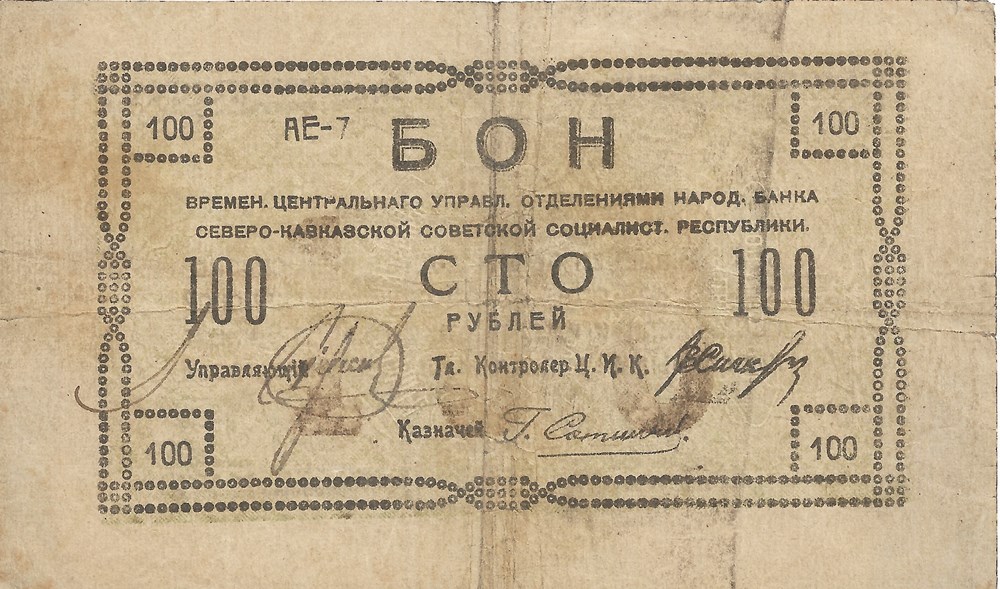 100 АЕ-7 БОН 100
ВРЕМЕН. ЦЕНТРАЛЬНАГО УПРАВЛ. ОТДЕЛЕНИЯМИ НАРОД. БАНКА
СЕВЕРО-КАВКАЗСКОЙ СОВЕТСКОЙ СОЦИАЛИСТ. РЕСПУБЛИКИ.
100 СТО 100
РУБЛЕЙ
Управляющій Гл. Контролер Ц. И. К.
Казначей Г.
100 100